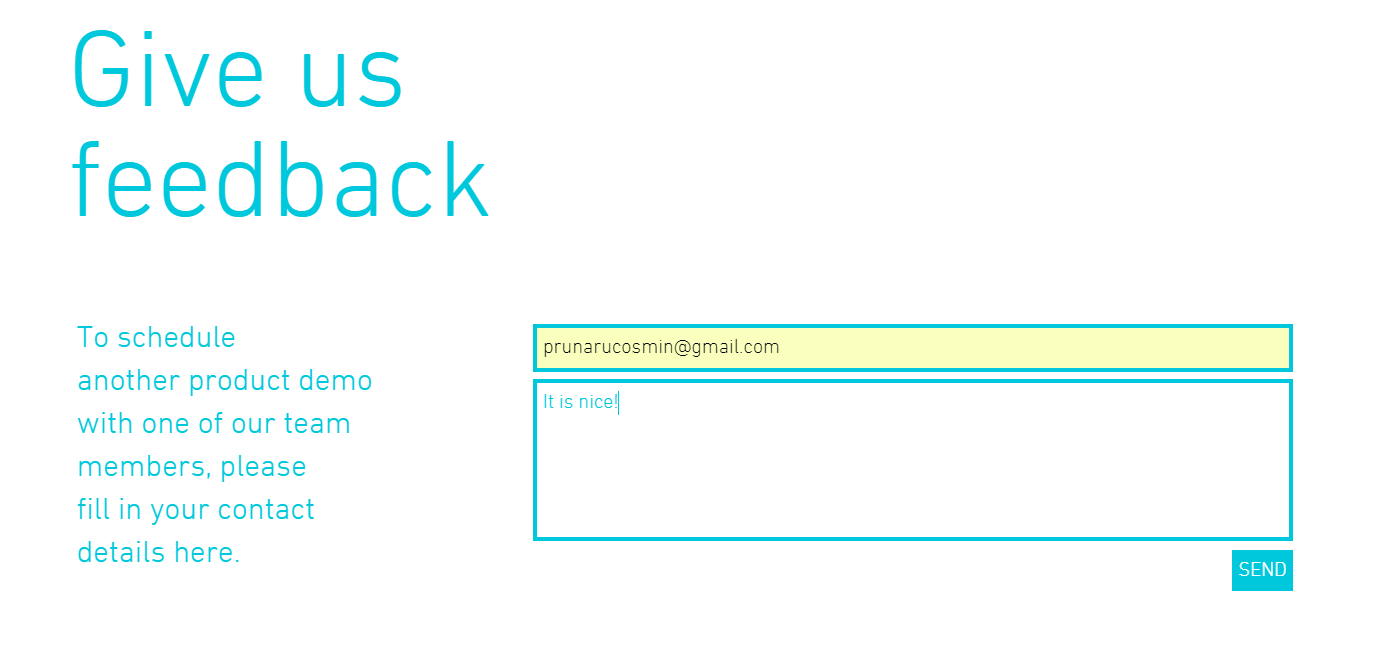 Give us
feedback
To schedule
another product demo
with one of our team
members, please
fill in your contact
details here.
prunarucosmin@gmail.com
It is nice!
SEND